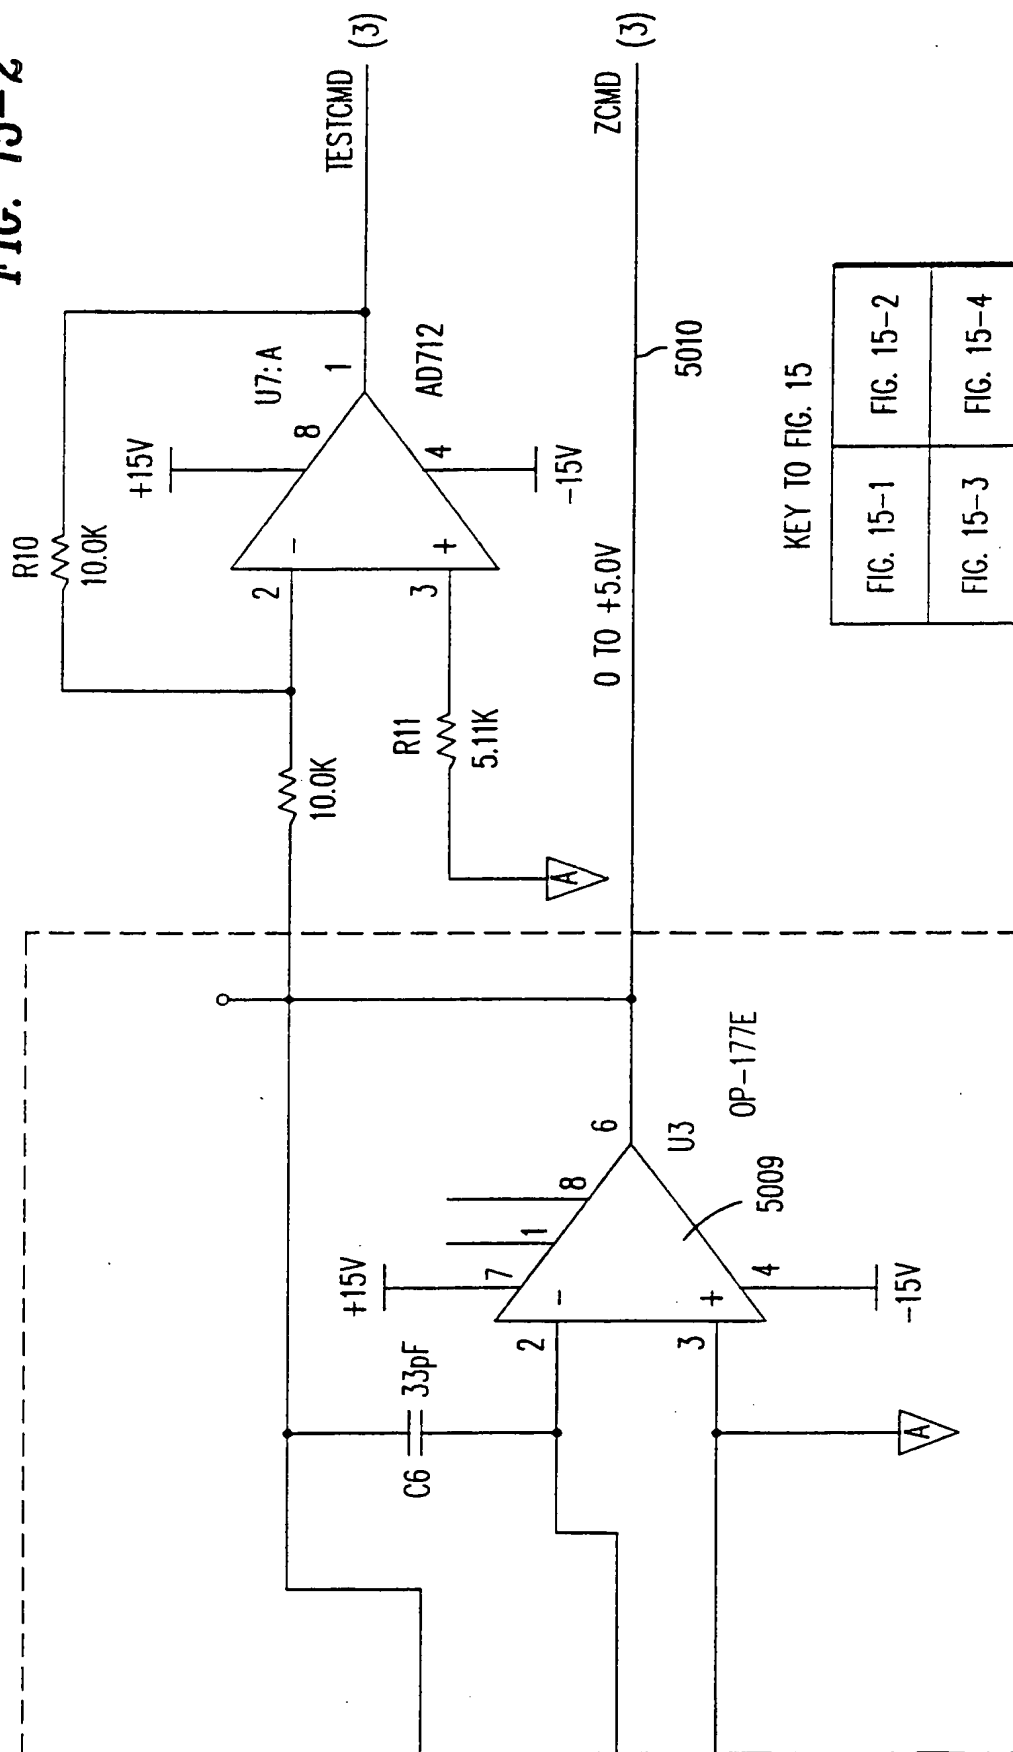 FIG. 15-2
R10
10.0K
+15V
U7:A
8
1
2
-
+
3
4
AD712
-15V
TESTCMD
(3)
10.0K
R11
5.11K
A
0 TO +5.0V
ZCMD
(3)
5010
+15V
7
1
8
6
2
-
+
3
4
U3
OP-177E
5009
-15V
C6
33pF
A
KEY TO FIG. 15
FIG. 15-1
FIG. 15-2
FIG. 15-3
FIG. 15-4